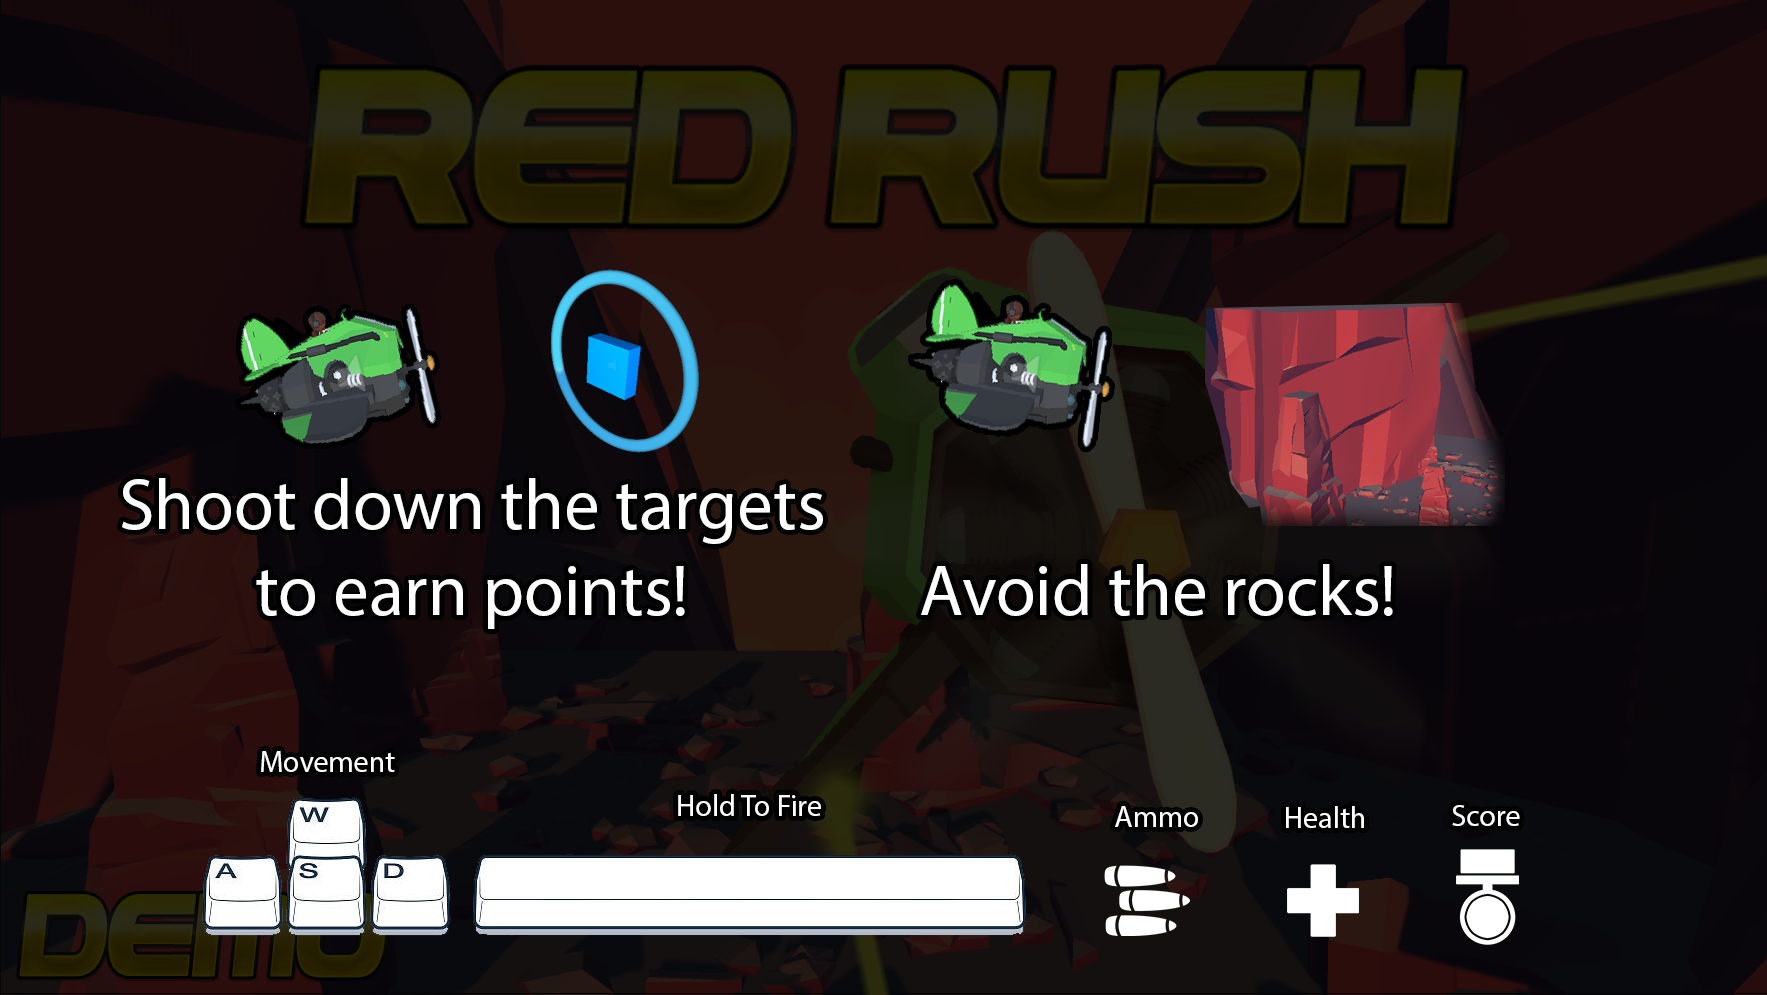 RED RUSH
Shoot down the targets
to earn points!
Avoid the rocks!
Movement
W
A S D
Hold To Fire
Ammo
Health
Score
DEMO